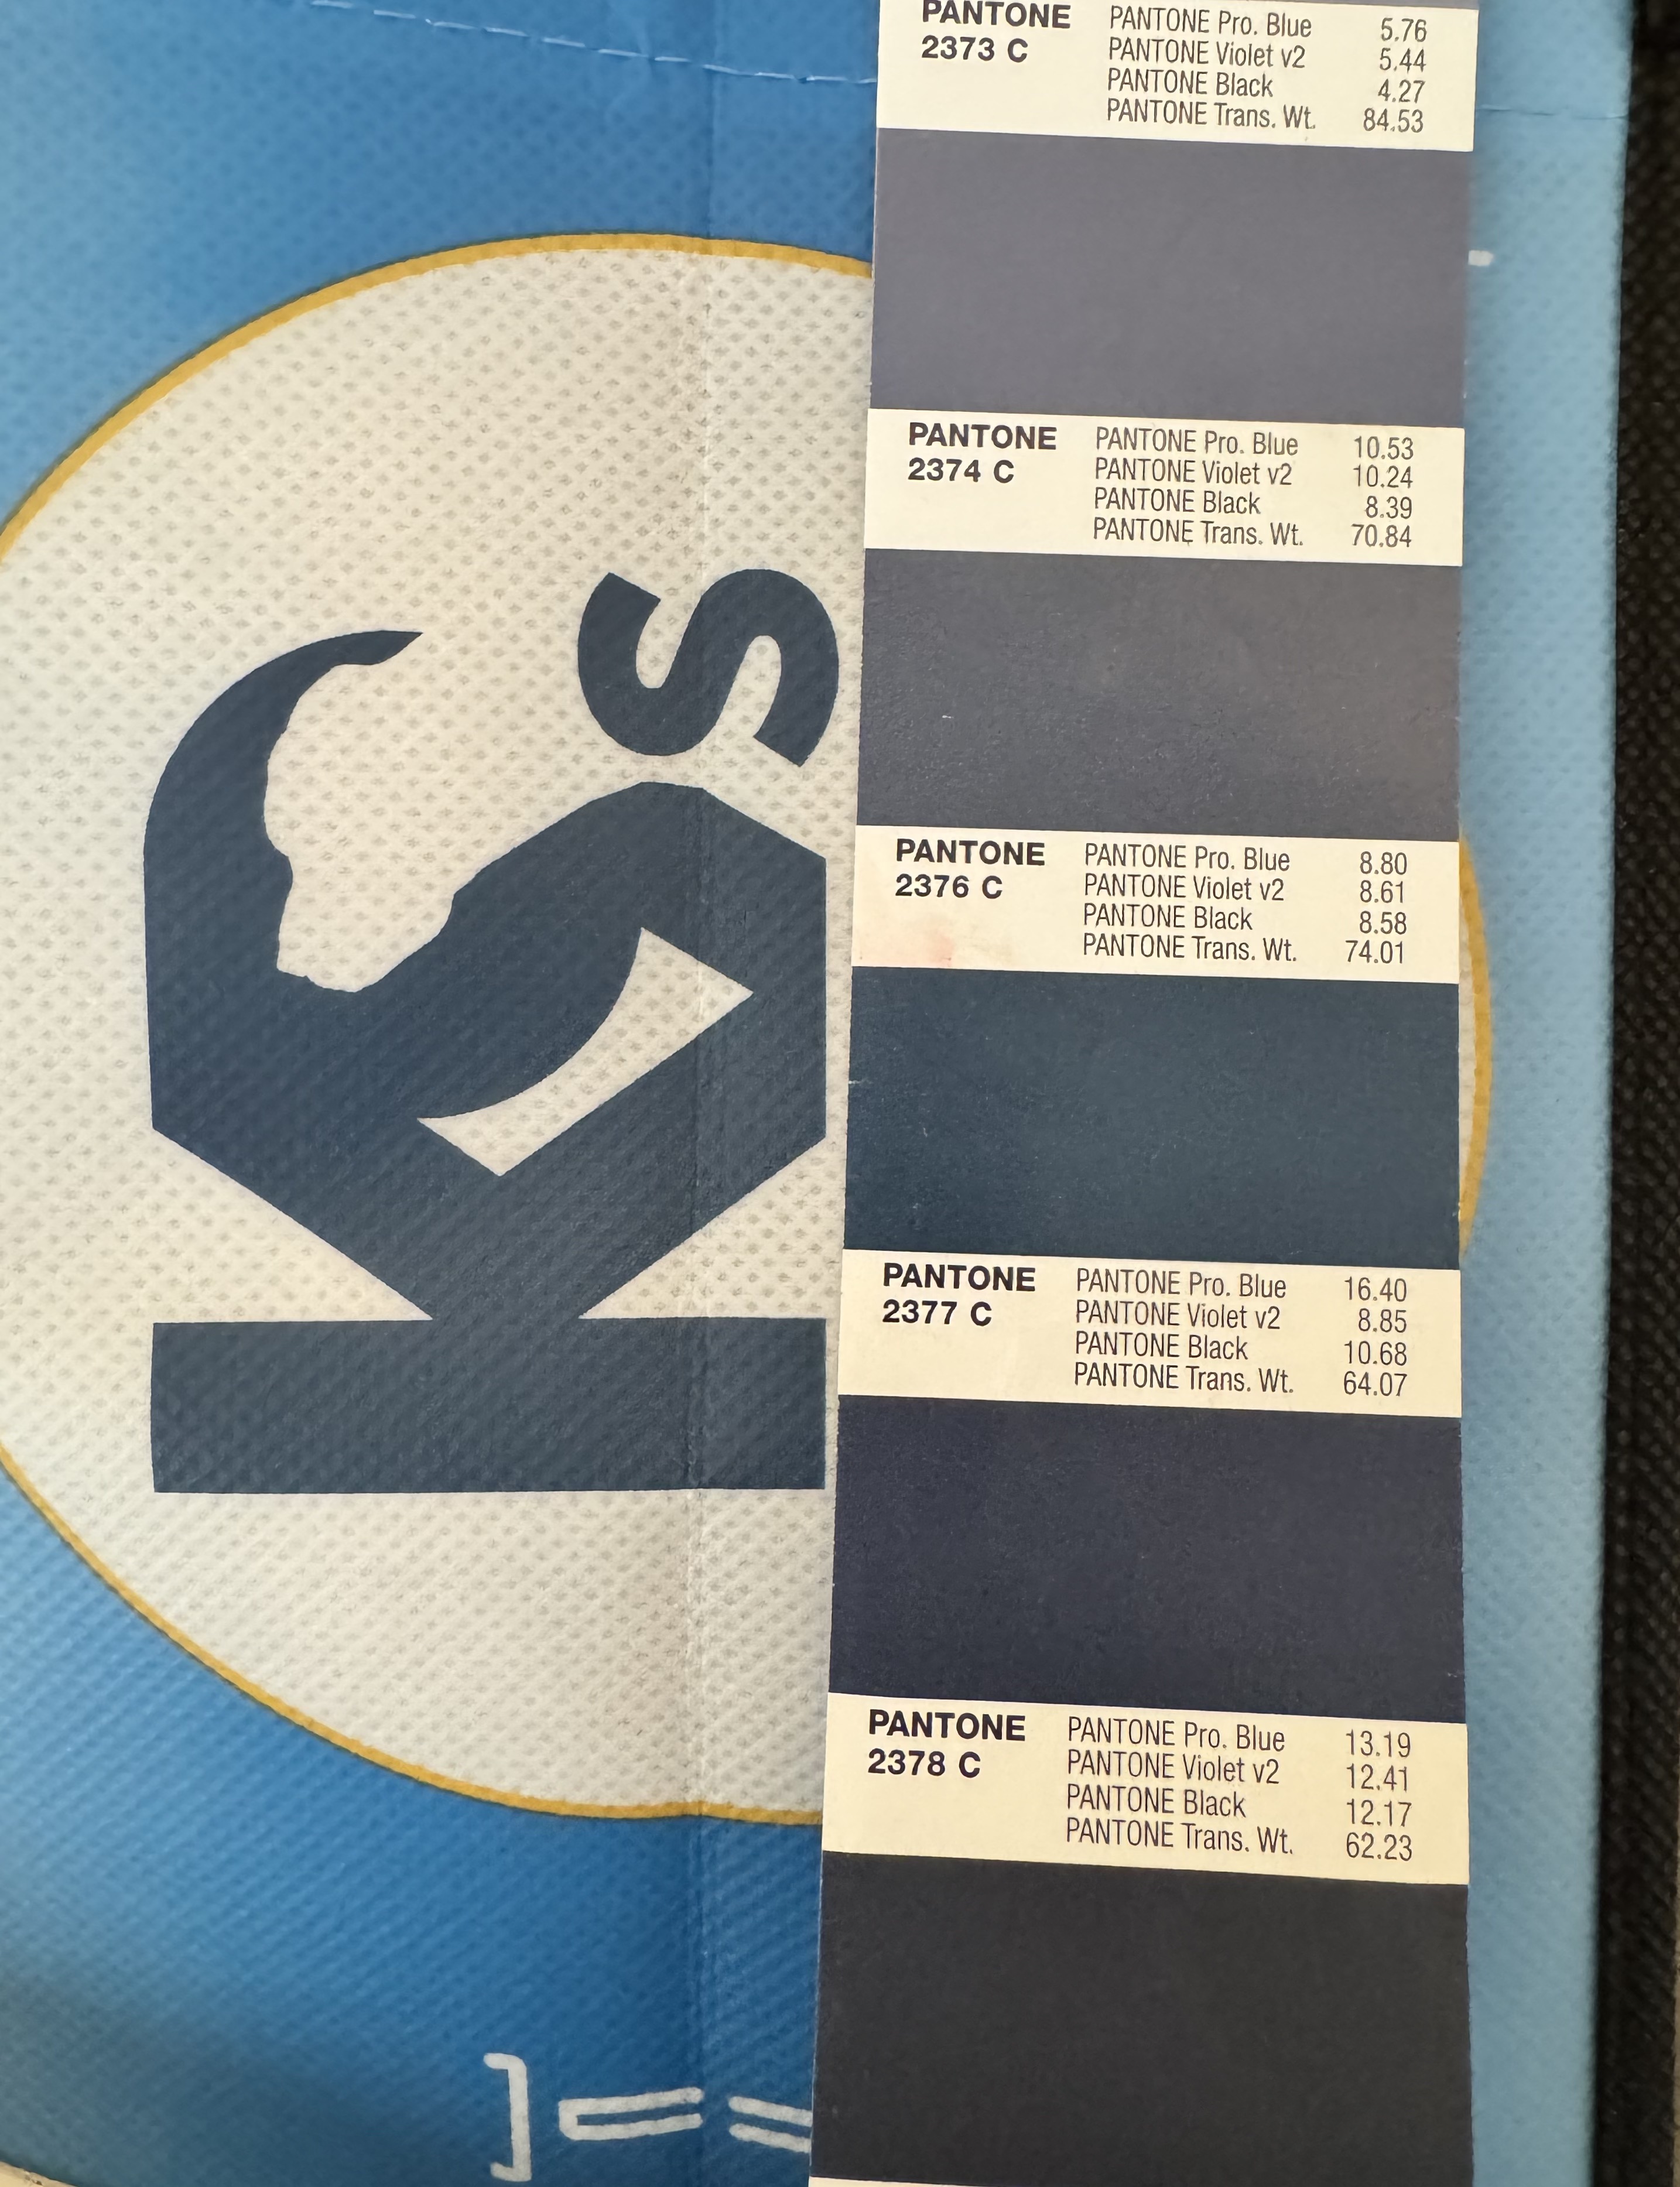 PANTONE PANTONE Pro. Blue 5.76
2373 C PANTONE Violet v2 5.44
PANTONE Black 4.27
PANTONE Trans. Wt. 84.53
PANTONE PANTONE Pro. Blue 10.53
2374 C PANTONE Violet v2 10.24
PANTONE Black 8.39
PANTONE Trans. Wt. 70.84
S
PANTONE PANTONE Pro. Blue 8.80
2376 C PANTONE Violet v2 8.61
PANTONE Black 8.58
PANTONE Trans. Wt. 74.01
PANTONE PANTONE Pro. Blue 16.40
2377 C PANTONE Violet v2 8.85
PANTONE Black 10.68
PANTONE Trans. Wt. 64.07
PANTONE PANTONE Pro. Blue 13.19
2378 C PANTONE Violet v2 12.41
PANTONE Black 12.17
PANTONE Trans. Wt. 62.23